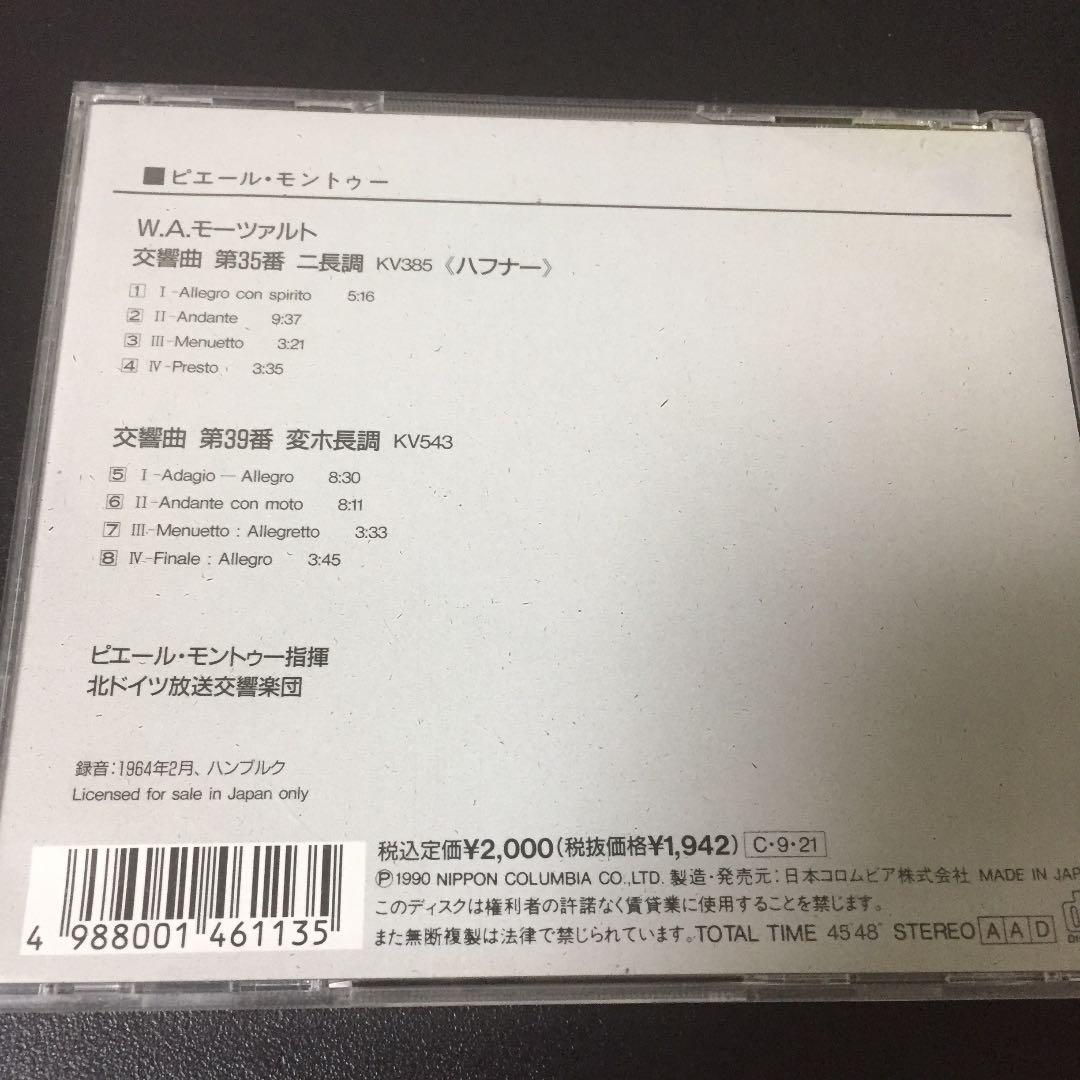 ■ピエール・モントゥー
W.A.モーツァルト
交響曲 第35番 ニ長調 KV385《ハフナー》
1 I-Allegro con spirito 5:16
2 II-Andante 9:37
3 III-Menuetto 3:21
4 IV-Presto 3:35
交響曲 第39番 変ホ長調 KV543
5 I-Adagio — Allegro 8:30
6 II-Andante con moto 8:11
7 III-Menuetto : Allegretto 3:33
8 IV-Finale : Allegro 3:45
ピエール・モントゥー指揮
北ドイツ放送交響楽団
録音:1964年2月、ハンブルク
Licensed for sale in Japan only
税込定価¥2,000(税抜価格¥1,942) C・9・21
Ⓟ1990 NIPPON COLUMBIA CO.,LTD. 製造・発売元:日本コロムビア株式会社 MADE IN JAP
このディスクは権利者の許諾なく賃貸業に使用することを禁じます。
また無断複製は法律で禁じられています。TOTAL TIME 45'48" STEREO A A D
4 988001 461135